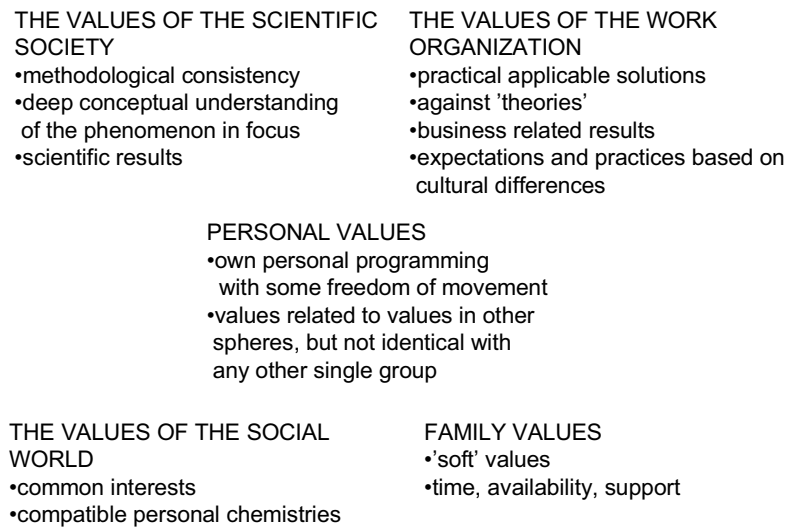 THE VALUES OF THE SCIENTIFIC
SOCIETY
•methodological consistency
•deep conceptual understanding
of the phenomenon in focus
•scientific results
THE VALUES OF THE WORK
ORGANIZATION
•practical applicable solutions
•against ’theories’
•business related results
•expectations and practices based on
cultural differences
PERSONAL VALUES
•own personal programming
with some freedom of movement
•values related to values in other
spheres, but not identical with
any other single group
THE VALUES OF THE SOCIAL
WORLD
•common interests
•compatible personal chemistries
FAMILY VALUES
•’soft’ values
•time, availability, support